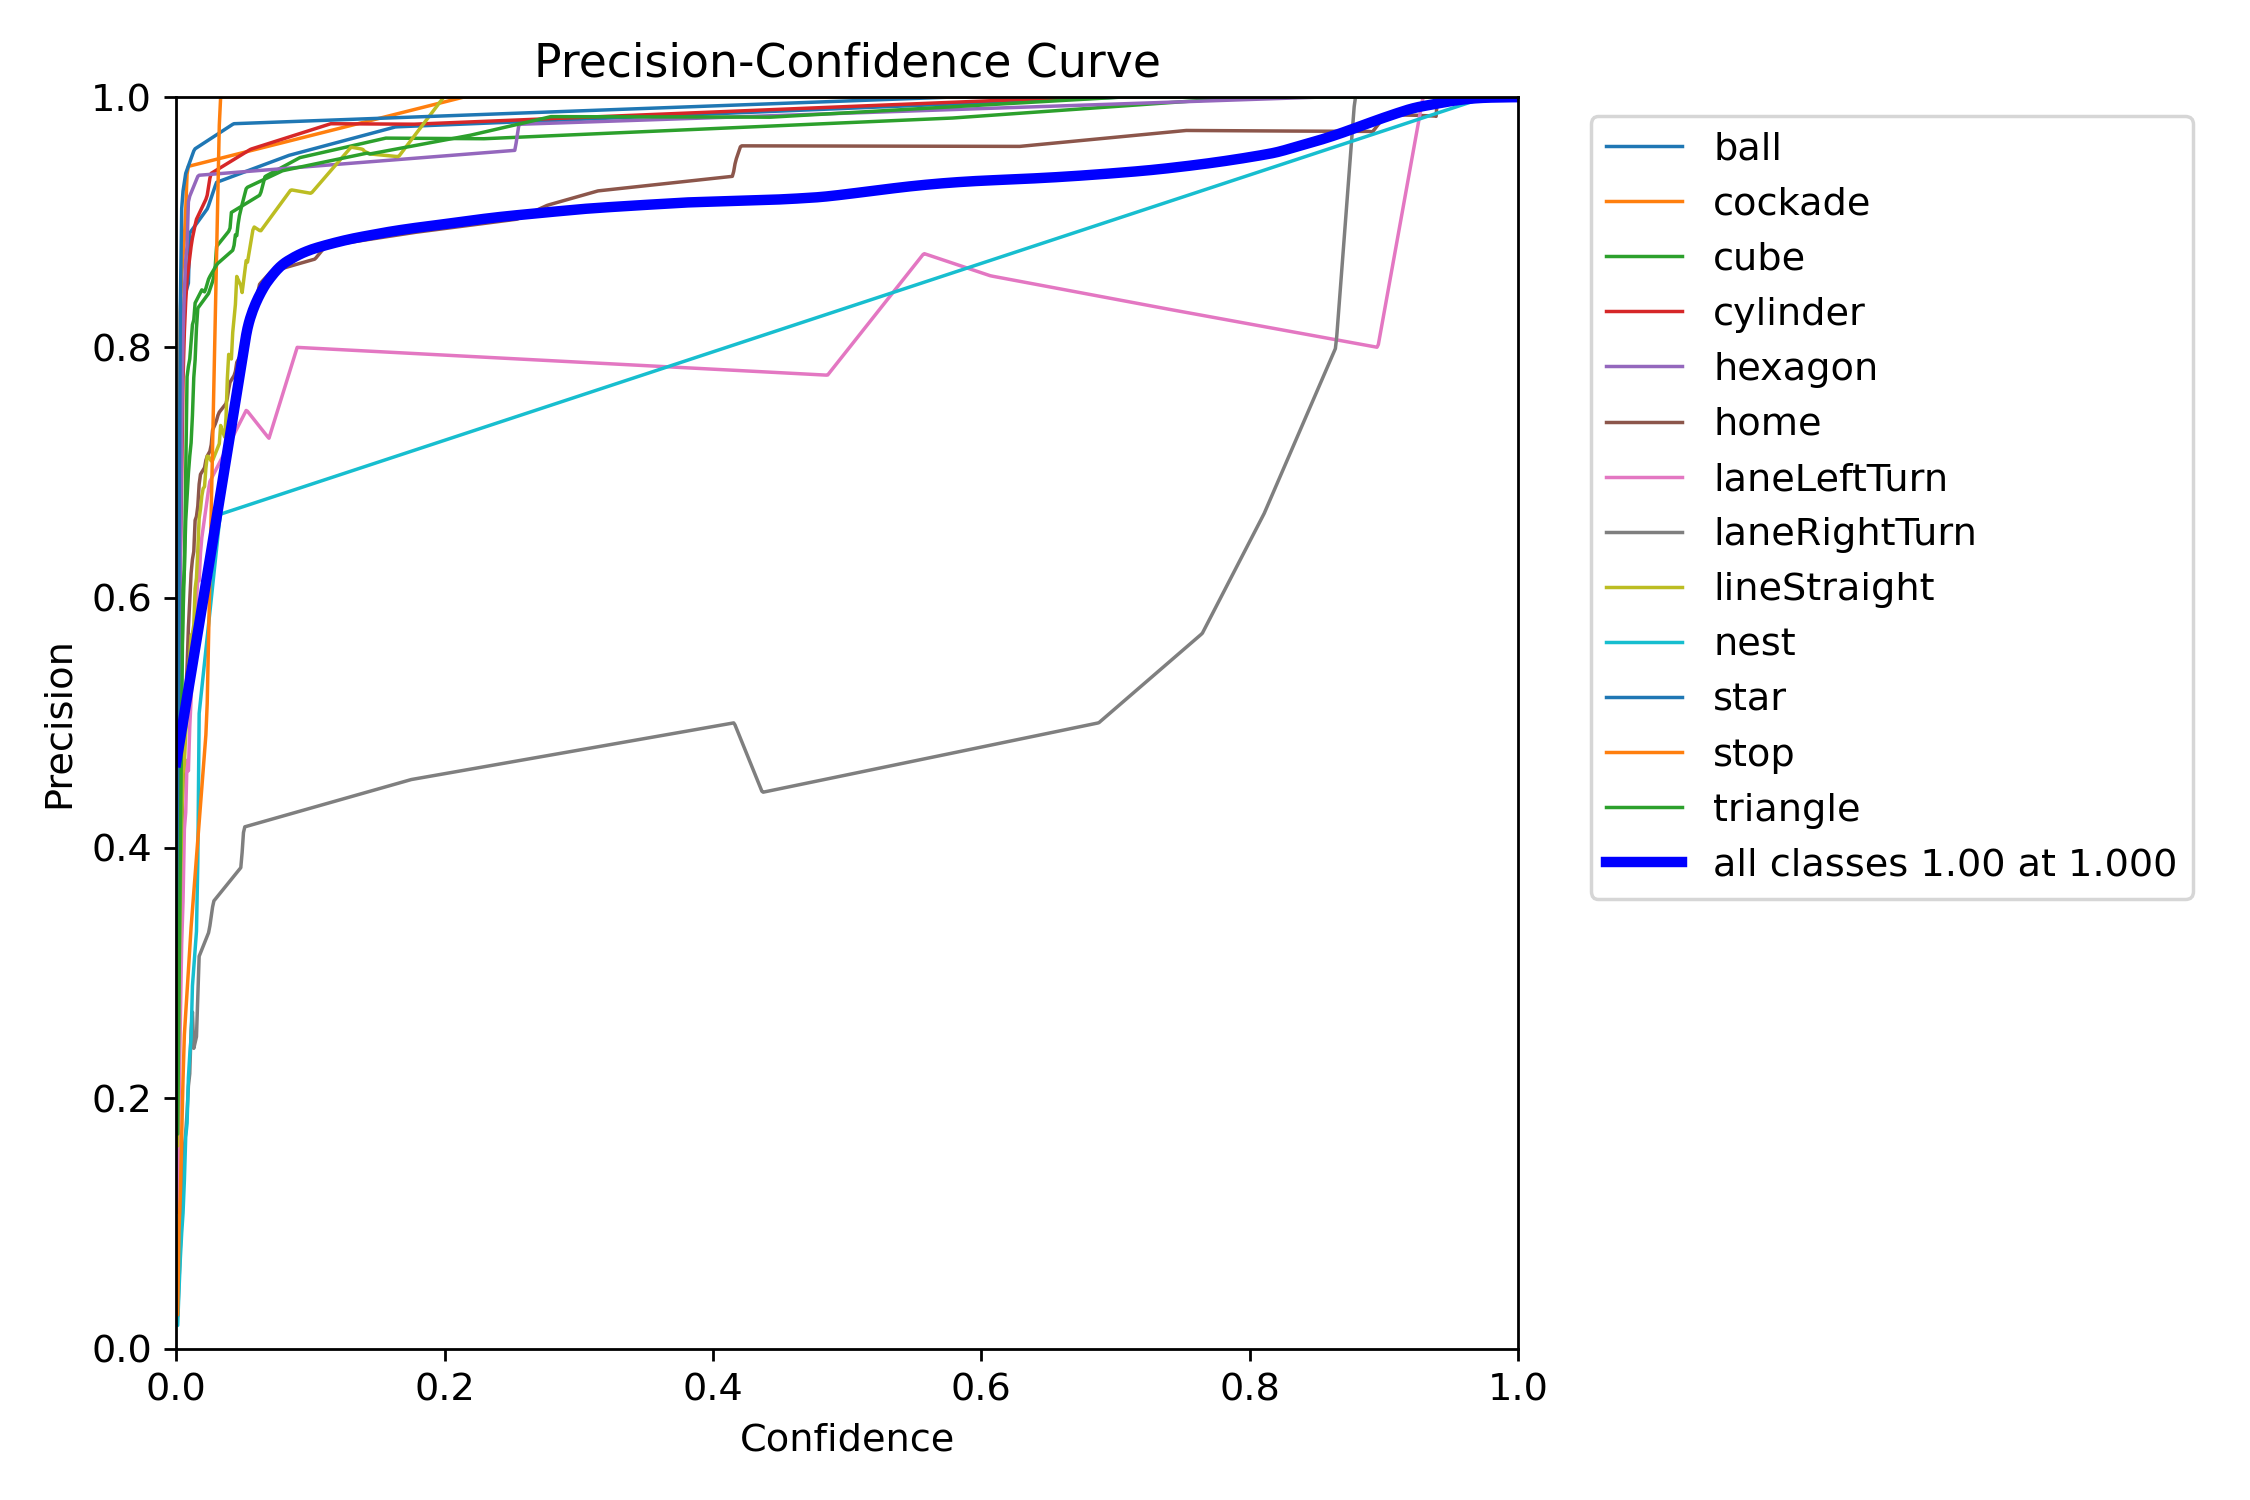 Precision-Confidence Curve
1.0
0.8
0.6
0.4
0.2
0.0
Precision
0.0 0.2 0.4 0.6 0.8 1.0
Confidence
ball
cockade
cube
cylinder
hexagon
home
laneLeftTurn
laneRightTurn
lineStraight
nest
star
stop
triangle
all classes 1.00 at 1.000